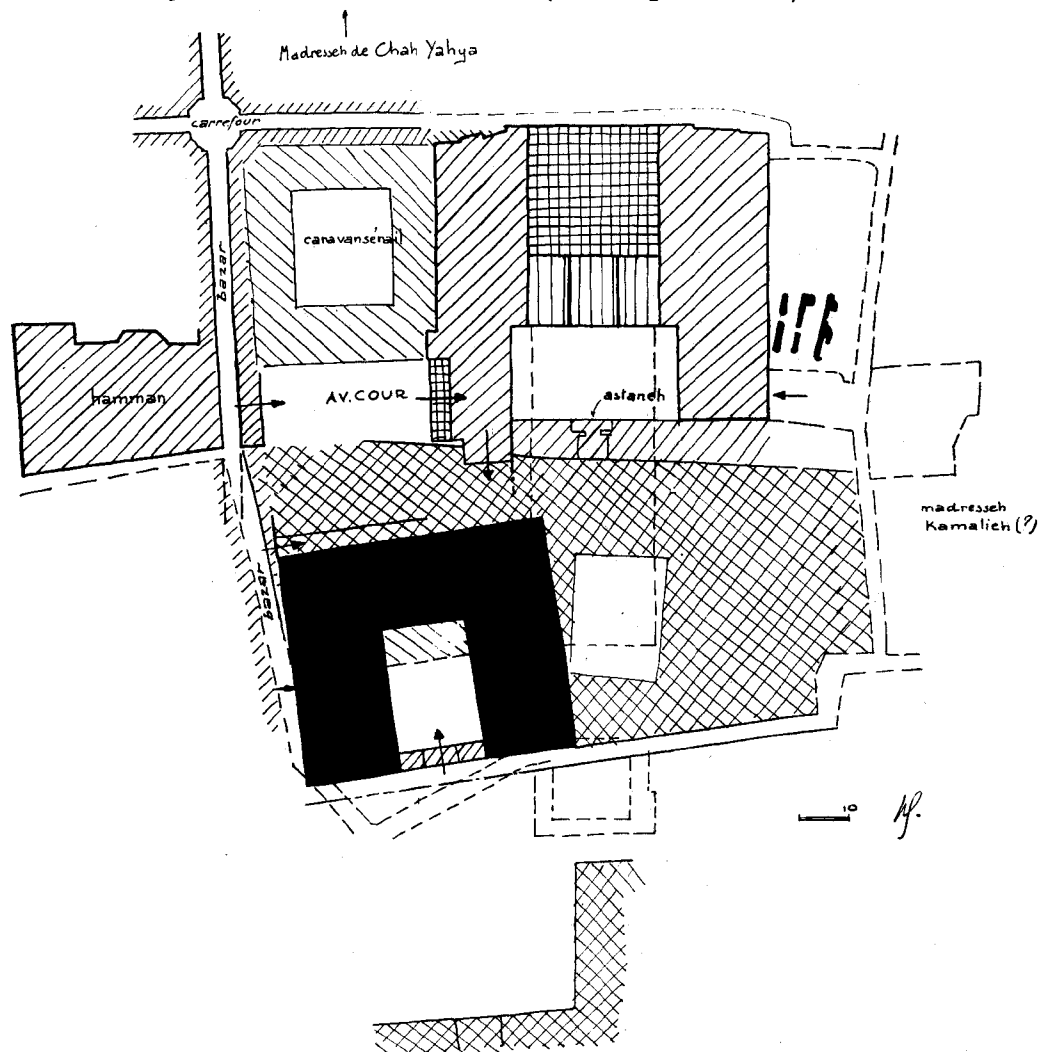 Madresseh de Chah Yahya
carrefour
bazar
caravansérail
hamman
AV. COUR
astaneh
madresseh
Kamalieh (?)
bazar
10